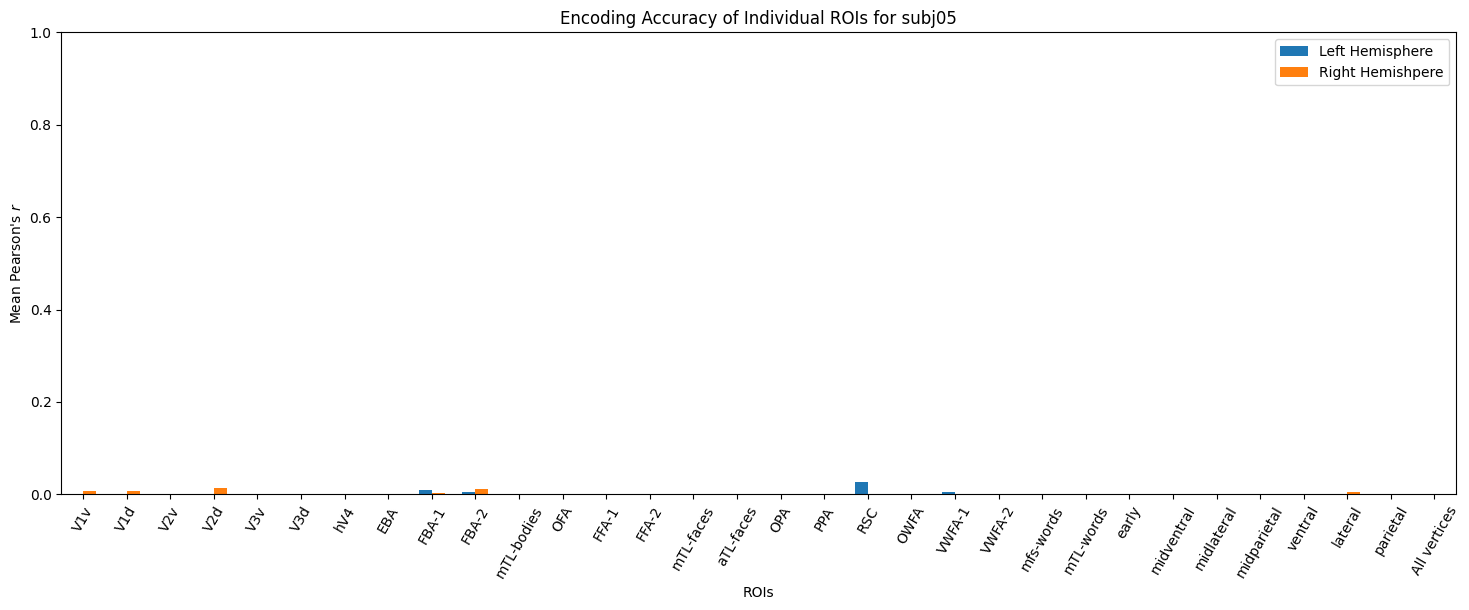 Encoding Accuracy of Individual ROIs for subj05
Left Hemisphere
Right Hemishpere
Mean Pearson's r
1.0
0.8
0.6
0.4
0.2
0.0
V1v
V1d
V2v
V2d
V3v
V3d
hV4
EBA
FBA-1
FBA-2
mTL-bodies
OFA
FFA-1
FFA-2
mTL-faces
aTL-faces
OPA
PPA
RSC
OWFA
VWFA-1
VWFA-2
mfs-words
mTL-words
early
midventral
midlateral
midparietal
ventral
lateral
parietal
All vertices
ROIs